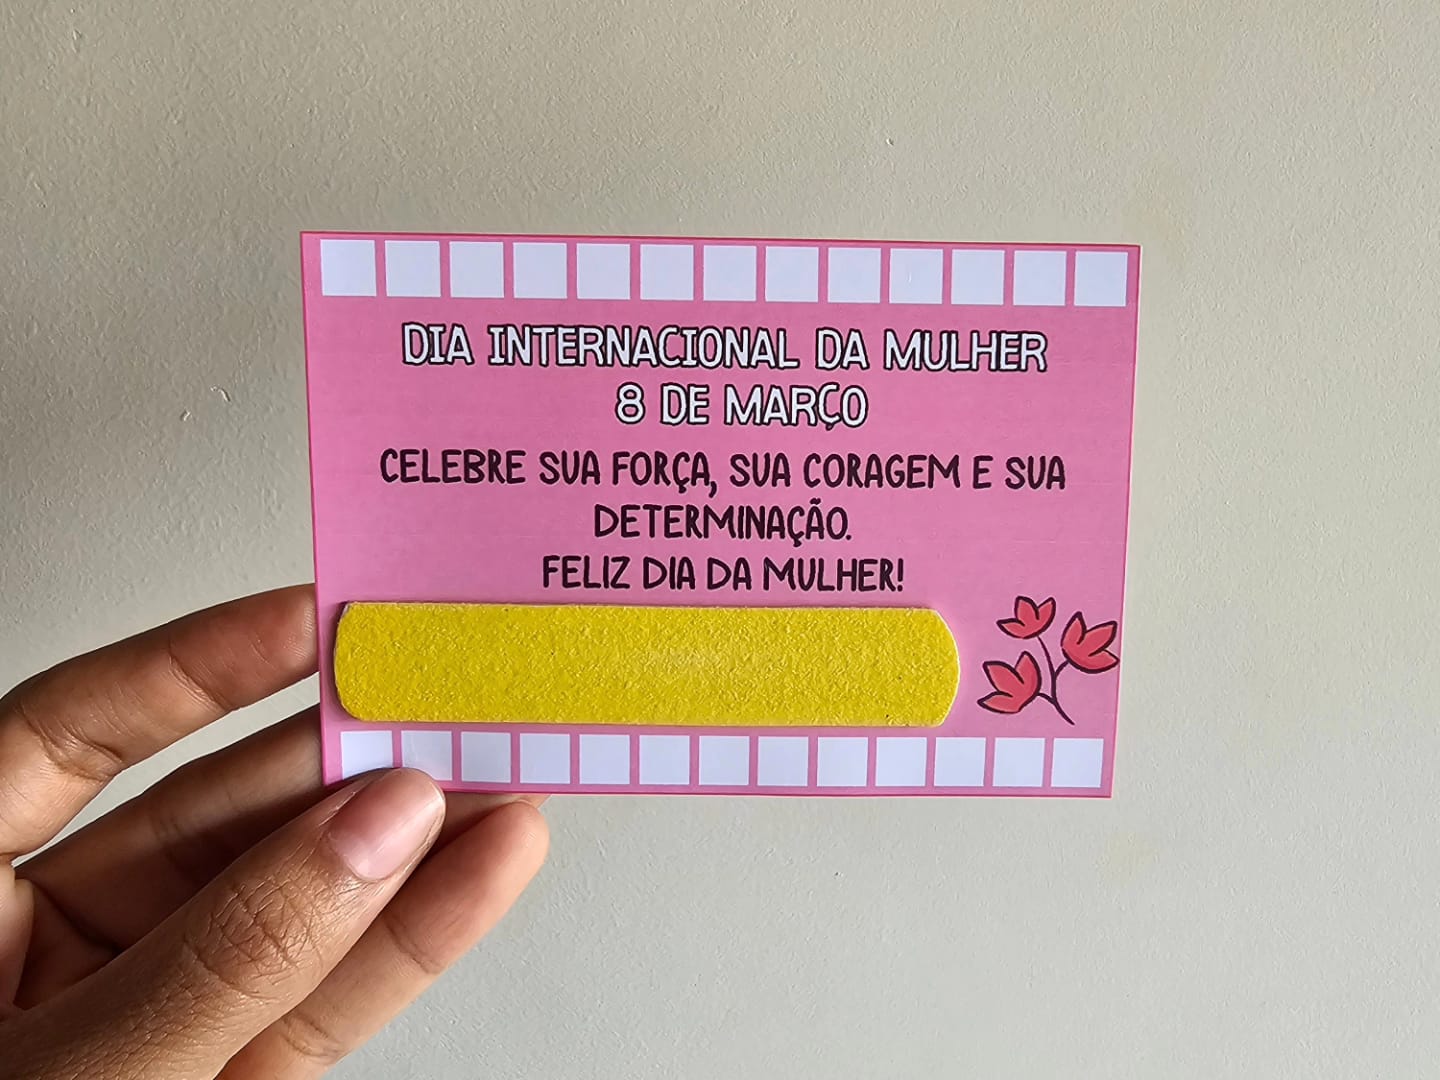 DIA INTERNACIONAL DA MULHER
8 DE MARÇO
CELEBRE SUA FORÇA, SUA CORAGEM E SUA
DETERMINAÇÃO.
FELIZ DIA DA MULHER!